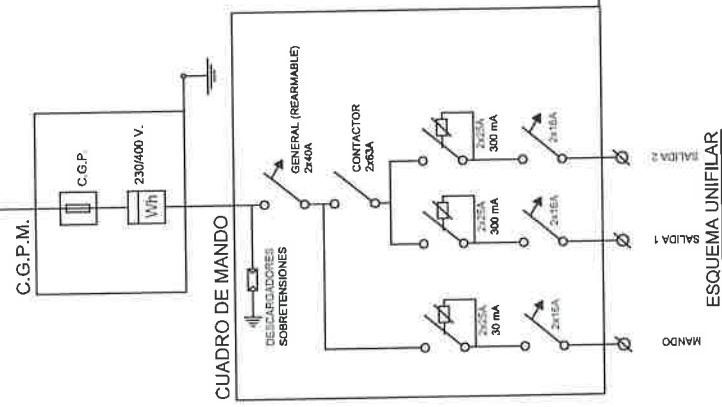 C.G.P.M.
C.G.P.
230/400 V.
Wh
CUADRO DE MANDO
DESCARGADORES
SOBRETENSIONES
GENERAL (REARMABLE)
2x40A
CONTACTOR
2x63A
2x25A
30 mA
2x25A
300 mA
2x25A
300 mA
2x16A
2x16A
2x16A
MANDO
SALIDA 1
SALIDA 2
ESQUEMA UNIFILAR